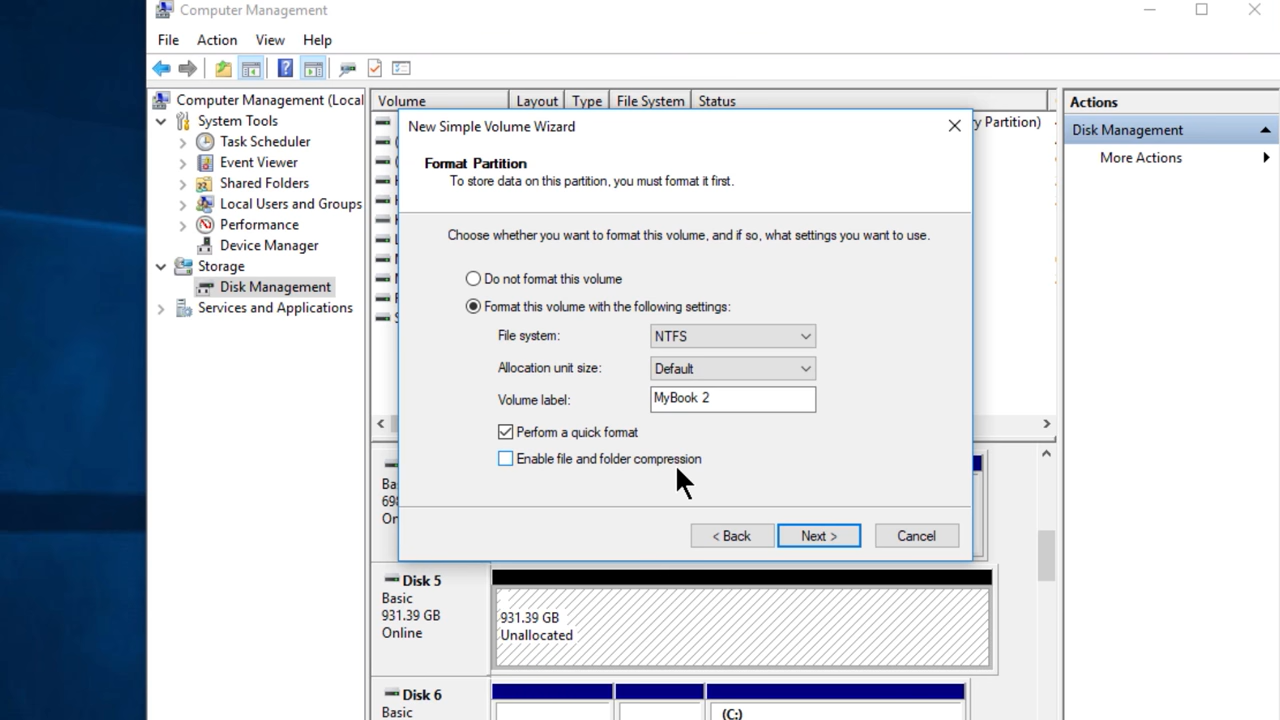 Computer Management
File Action View Help
Computer Management (Local
System Tools
Task Scheduler
Event Viewer
Shared Folders
Local Users and Groups
Performance
Device Manager
Storage
Disk Management
Services and Applications
Volume Layout Type File System Status
y Partition)
New Simple Volume Wizard
Format Partition
To store data on this partition, you must format it first.
Choose whether you want to format this volume, and if so, what settings you want to use.
Do not format this volume
Format this volume with the following settings:
File system: NTFS
Allocation unit size: Default
Volume label: MyBook 2
Perform a quick format
Enable file and folder compression
< Back Next > Cancel
Ba
698
On
Disk 5
Basic
931.39 GB
Online
931.39 GB
Unallocated
Disk 6
Basic
(C:)
Actions
Disk Management
More Actions